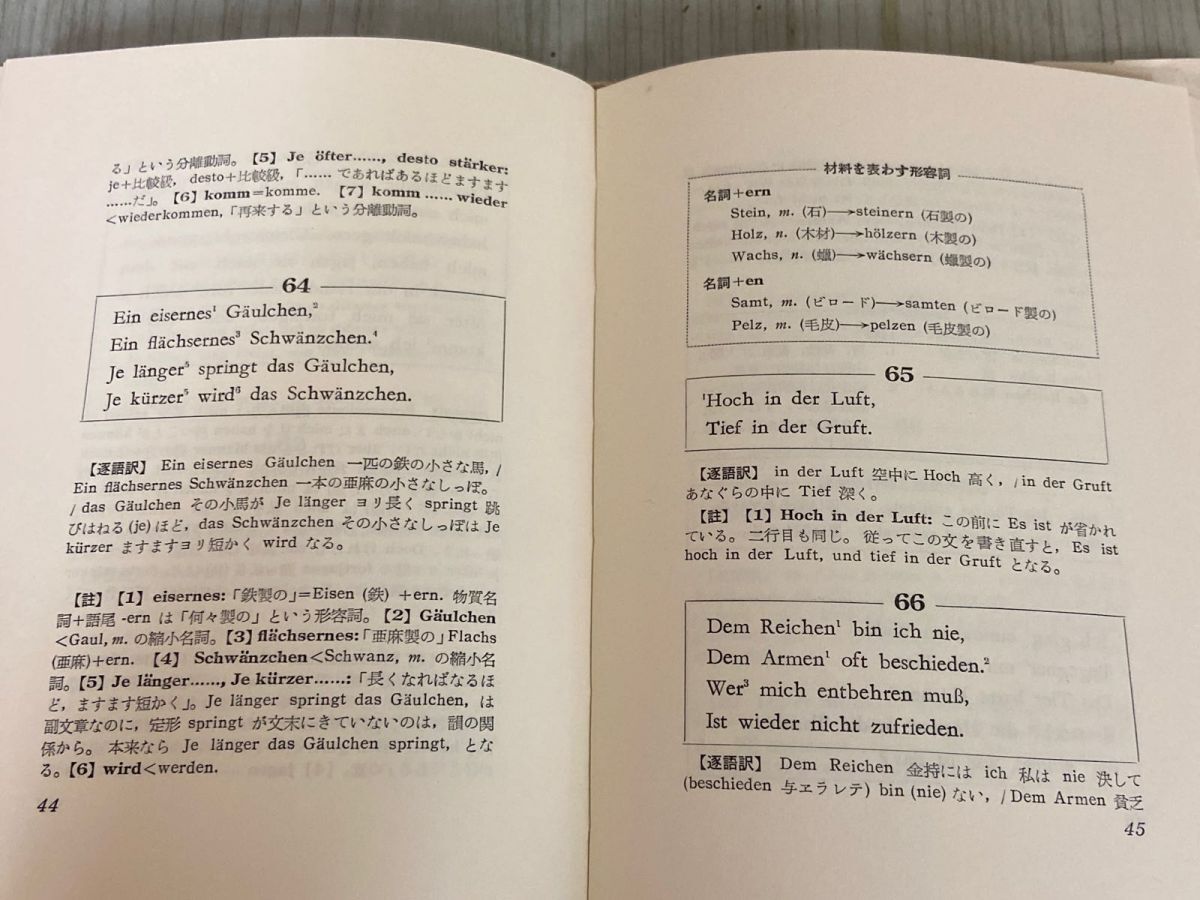 る」という分離動詞。【5】 Je öfter……, desto stärker:
je+比較級, desto+比較級,「……であればあるほどますます
……だ」。【6】 komm=komme. 【7】 komm …… wieder
<wiederkommen,「再来する」という分離動詞。
64
Ein eisernes¹ Gäulchen,²
Ein flächsernes³ Schwänzchen.⁴
Je länger⁵ springt das Gäulchen,
Je kürzer⁵ wird⁶ das Schwänzchen.
【逐語訳】 Ein eisernes Gäulchen 一匹の鉄の小さな馬, /
Ein flächsernes Schwänzchen 一本の亜麻の小さなしっぽ。
/ das Gäulchen その小馬が Je länger ヨリ長く springt 跳
びはねる (je) ほど, das Schwänzchen その小さなしっぽは Je
kürzer ますますヨリ短かく wird なる。
【註】【1】 eisernes:「鉄製の」=Eisen (鉄) +ern. 物質名
詞+語尾 -ern は「何々製の」という形容詞。【2】 Gäulchen
<Gaul, m. の縮小名詞。【3】 flächsernes:「亜麻製の」Flachs
(亜麻)+ern. 【4】 Schwänzchen<Schwanz, m. の縮小名
詞。【5】 Je länger……, Je kürzer……:「長くなればなるほ
ど, ますます短かく」。Je länger springt das Gäulchen, は
副文章なのに, 定形 springt が文末にきていないのは, 韻の関
係から。 本来なら Je länger das Gäulchen springt, とな
る。【6】 wird<werden.
44
材料を表わす形容詞
名詞+ern
Stein, m. (石)⟶steinern (石製の)
Holz, n. (木材)⟶hölzern (木製の)
Wachs, n. (蠟)⟶wächsern (蠟製の)
名詞+en
Samt, m. (ビロード)⟶samten (ビロード製の)
Pelz, m. (毛皮)⟶pelzen (毛皮製の)
65
¹Hoch in der Luft,
Tief in der Gruft.
【逐語訳】 in der Luft 空中に Hoch 高く, / in der Gruft
あなぐらの中に Tief 深く。
【註】【1】 Hoch in der Luft: この前に Es ist が省かれ
ている。 二行目も同じ。 従ってこの文を書き直すと, Es ist
hoch in der Luft, und tief in der Gruft となる。
66
Dem Reichen¹ bin ich nie,
Dem Armen¹ oft beschieden.²
Wer³ mich entbehren muß,
Ist wieder nicht zufrieden.
【逐語訳】 Dem Reichen 金持には ich 私は nie 決して
(beschieden 与ヱラレテ) bin (nie) ない, / Dem Armen 貧乏
45